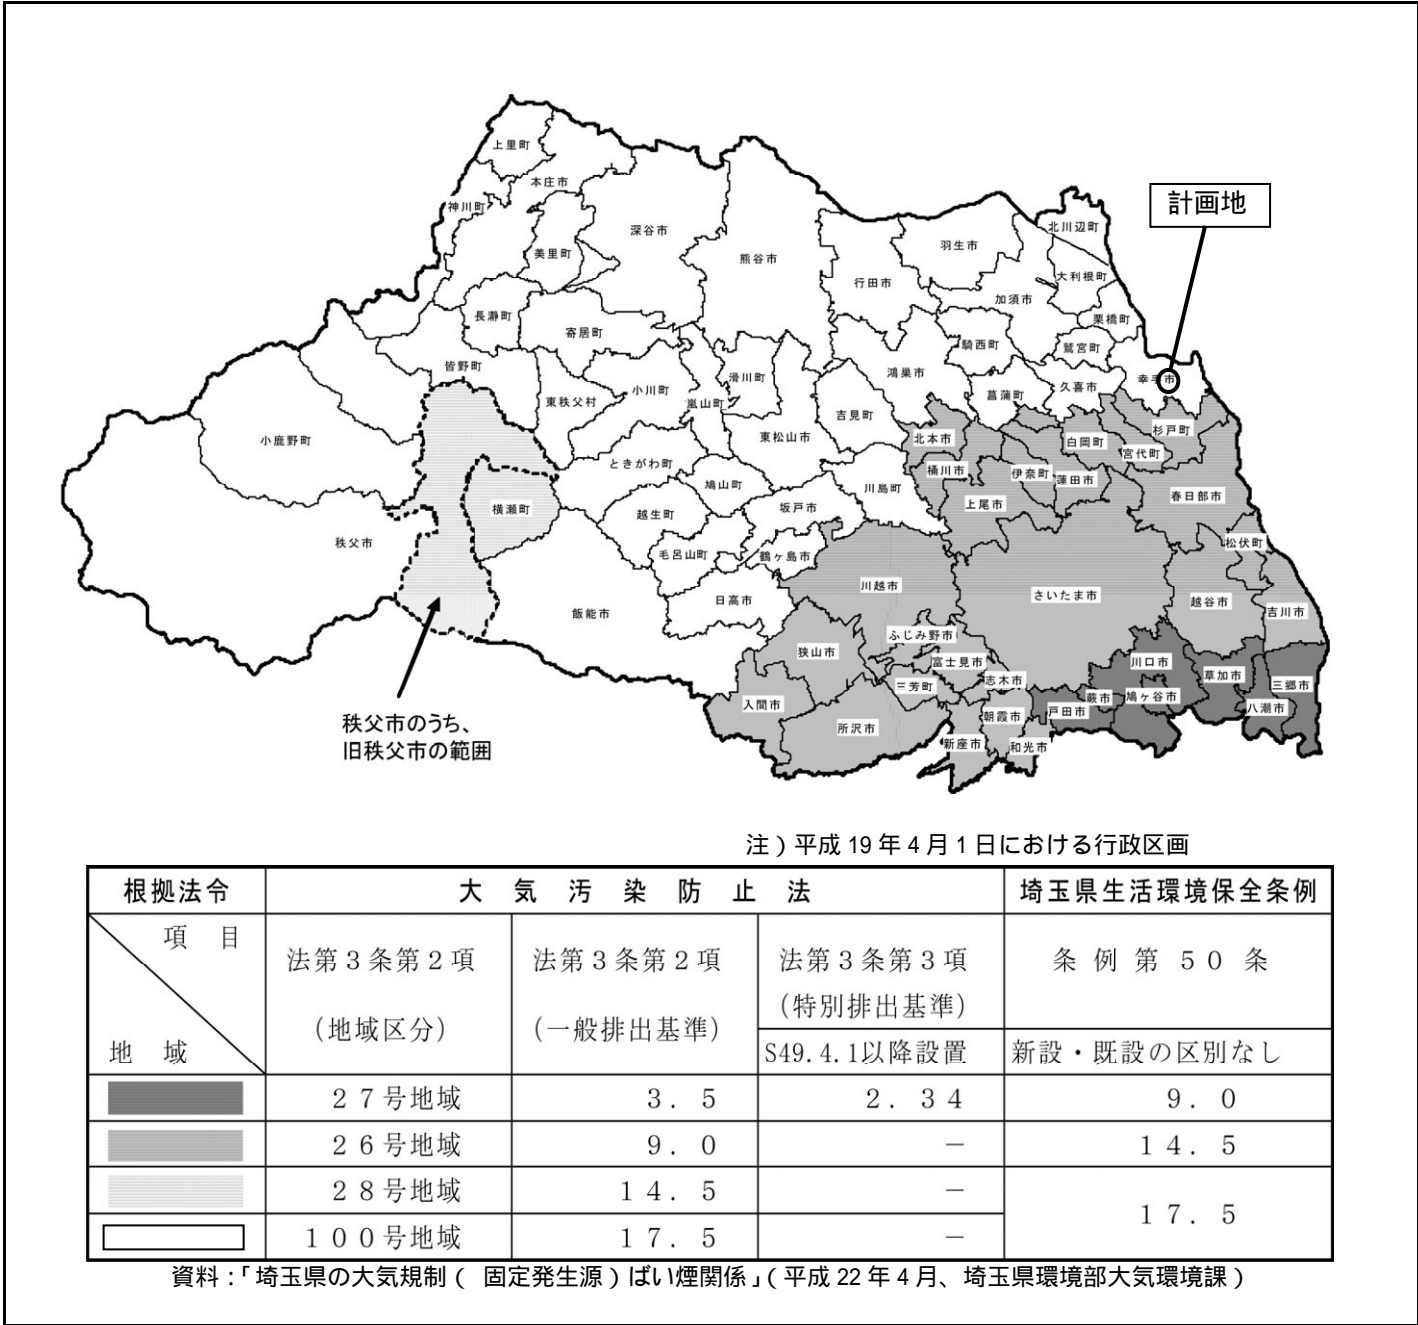 計画地
上里町
本庄市
神川町
深谷市
北川辺町
羽生市
美里町
熊谷市
大利根町
行田市
加須市
長瀞町
栗橋町
寄居町
騎西町
鷲宮町
皆野町
鴻巣市
滑川町
幸手市
小川町
久喜市
菖蒲町
東秩父村
嵐山町
吉見町
杉戸町
小鹿野町
東松山市
北本市
白岡町
宮代町
ときがわ町
桶川市
伊奈町
蓮田市
鳩山町
川島町
春日部市
横瀬町
坂戸市
上尾市
越生町
秩父市
松伏町
毛呂山町
鶴ヶ島市
川越市
さいたま市
日高市
越谷市
飯能市
吉川市
ふじみ野市
狭山市
富士見市
川口市
草加市
志木市
三芳町
三郷市
鳩ヶ谷市
蕨市
入間市
戸田市
八潮市
朝霞市
所沢市
新座市
和光市
秩父市のうち、
旧秩父市の範囲
注）平成 19 年 4 月 1 日における行政区画
根拠法令 大気汚染防止法 埼玉県生活環境保全条例
項目
地域
法第３条第２項
（地域区分）
法第３条第２項
（一般排出基準）
法第３条第３項
（特別排出基準）
S49.4.1以降設置
条例第５０条
新設・既設の区別なし
２７号地域 ３．５ ２．３４ ９．０
２６号地域 ９．０ － １４．５
２８号地域 １４．５ －
１７．５
１００号地域 １７．５ －
資料：「埼玉県の大気規制（ 固定発生源）ばい煙関係」（平成 22 年 4 月、埼玉県環境部大気環境課）